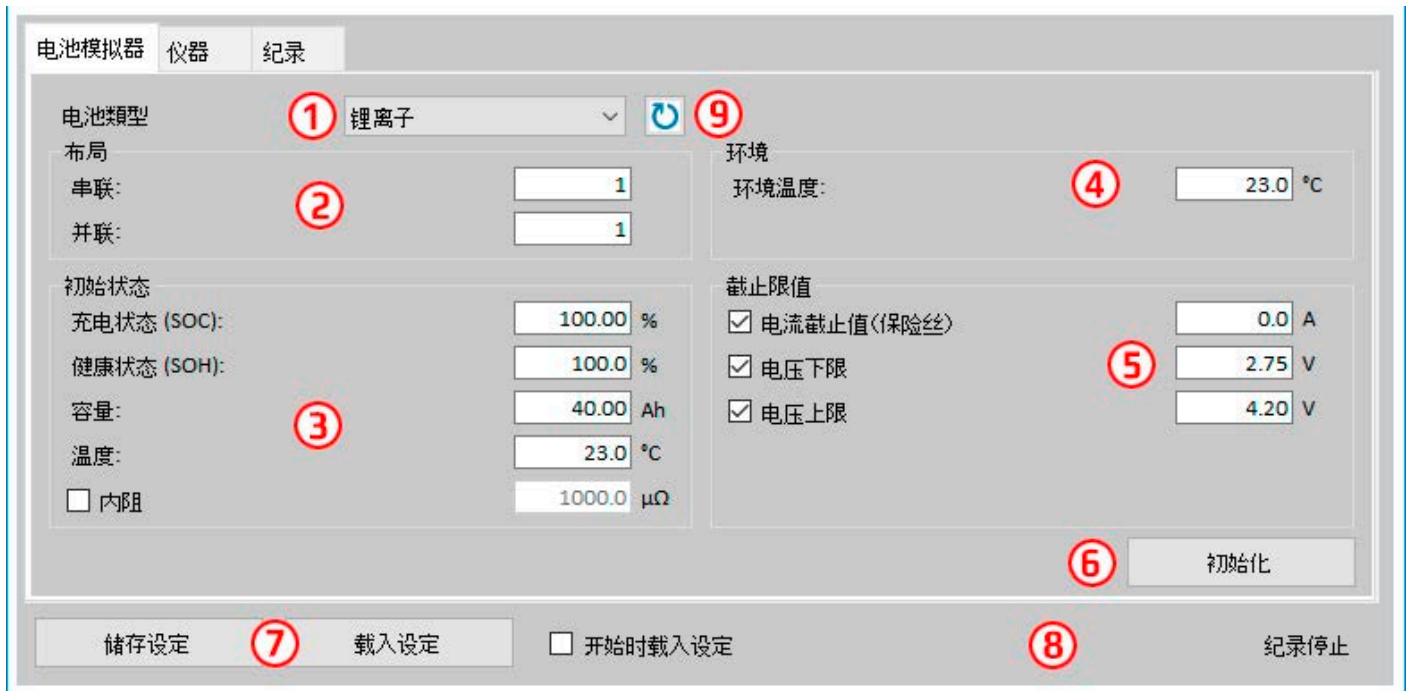 电池模拟器 仪器 纪录
电池類型 ① 锂离子 ⑨
布局
串联: 1
②
并联: 1
环境
环境温度: ④ 23.0 °C
初始状态
充电状态 (SOC): 100.00 %
健康状态 (SOH): 100.0 %
容量: 40.00 Ah
③
温度: 23.0 °C
内阻 1000.0 µΩ
截止限值
电流截止值(保险丝) 0.0 A
电压下限 ⑤ 2.75 V
电压上限 4.20 V
⑥ 初始化
储存设定 ⑦ 载入设定 开始时载入设定 ⑧ 纪录停止